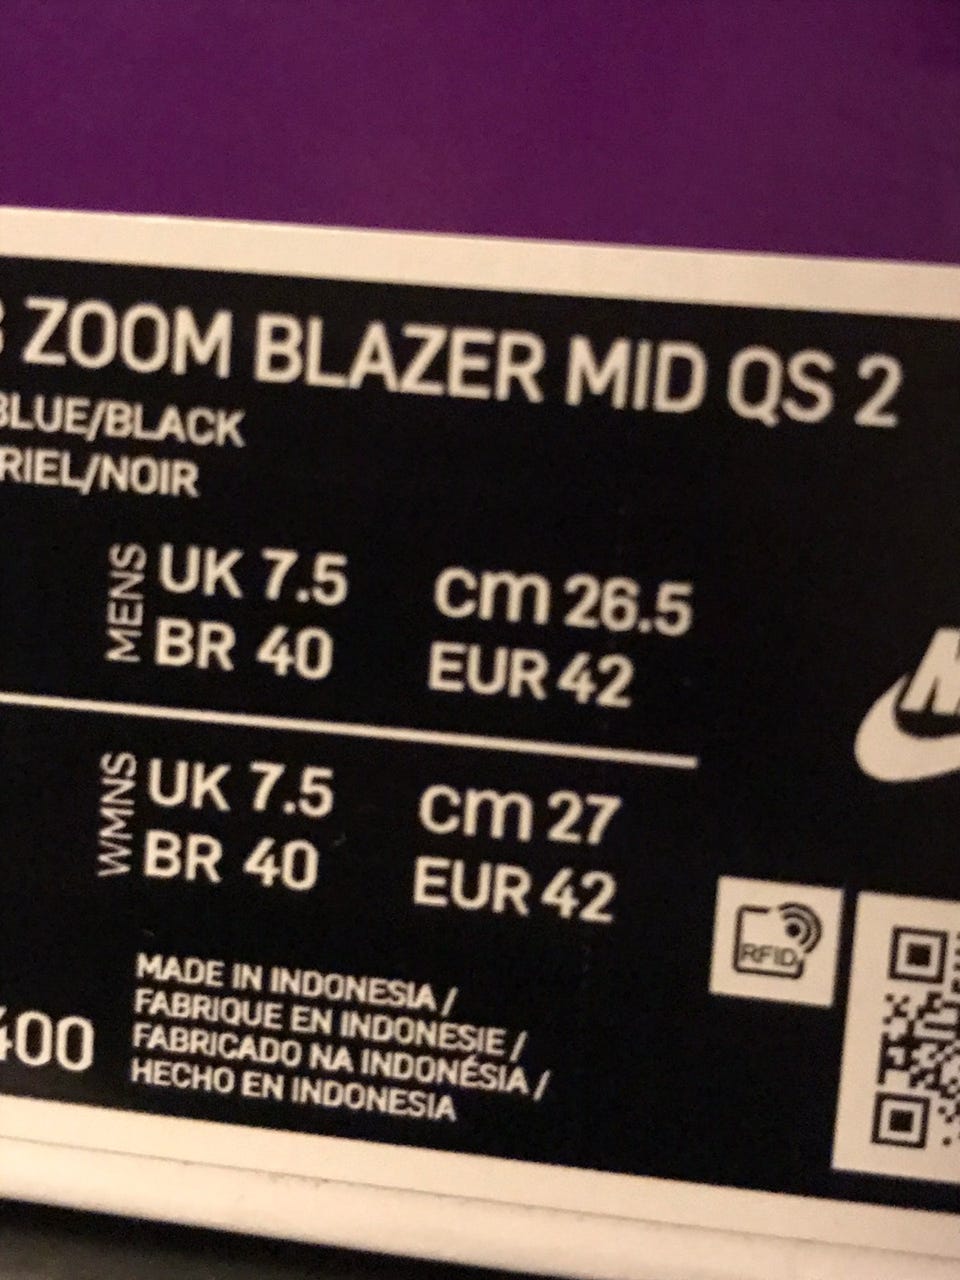 ZOOM BLAZER MID QS 2
BLUE/BLACK
RIEL/NOIR
MENS
UK 7.5 cm 26.5
BR 40 EUR 42
WMNS
UK 7.5 cm 27
BR 40 EUR 42
RFID
400
MADE IN INDONESIA /
FABRIQUE EN INDONESIE /
FABRICADO NA INDONÉSIA /
HECHO EN INDONESIA